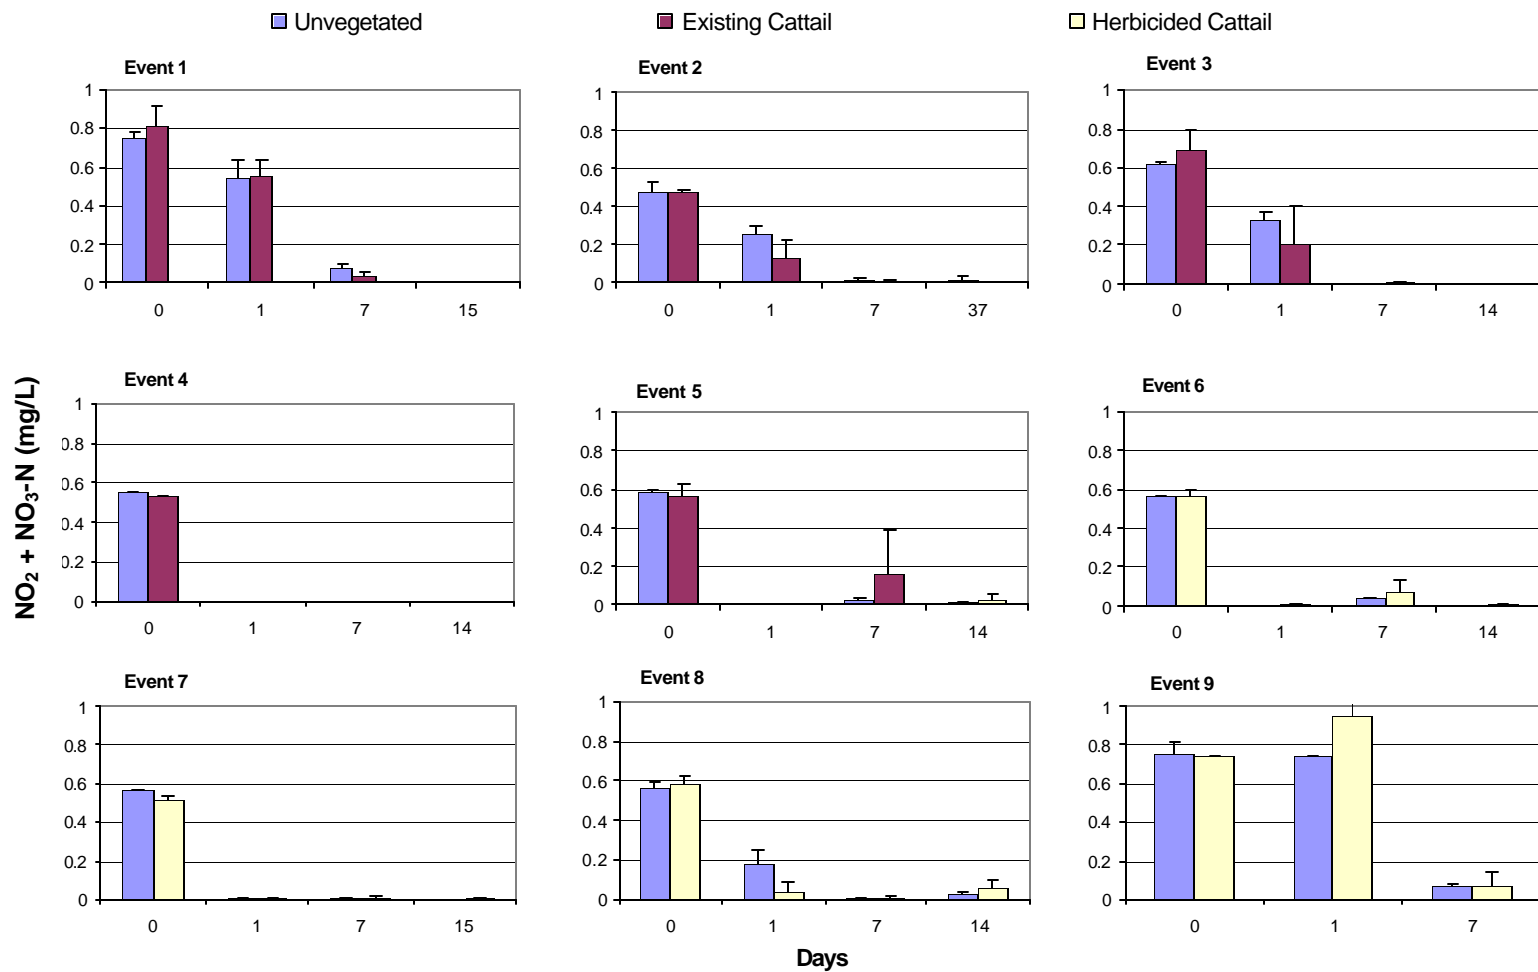 Unvegetated Existing Cattail Herbicided Cattail
Event 1
1
0.8
0.6
0.4
0.2
0
0 1 7 15
Event 2
1
0.8
0.6
0.4
0.2
0
0 1 7 37
Event 3
1
0.8
0.6
0.4
0.2
0
0 1 7 14
NO₂ + NO₃-N (mg/L)
Event 4
1
0.8
0.6
0.4
0.2
0
0 1 7 14
Event 5
1
0.8
0.6
0.4
0.2
0
0 1 7 14
Event 6
1
0.8
0.6
0.4
0.2
0
0 1 7 14
Event 7
1
0.8
0.6
0.4
0.2
0
0 1 7 15
Event 8
1
0.8
0.6
0.4
0.2
0
0 1 7 14
Event 9
1
0.8
0.6
0.4
0.2
0
0 1 7
Days